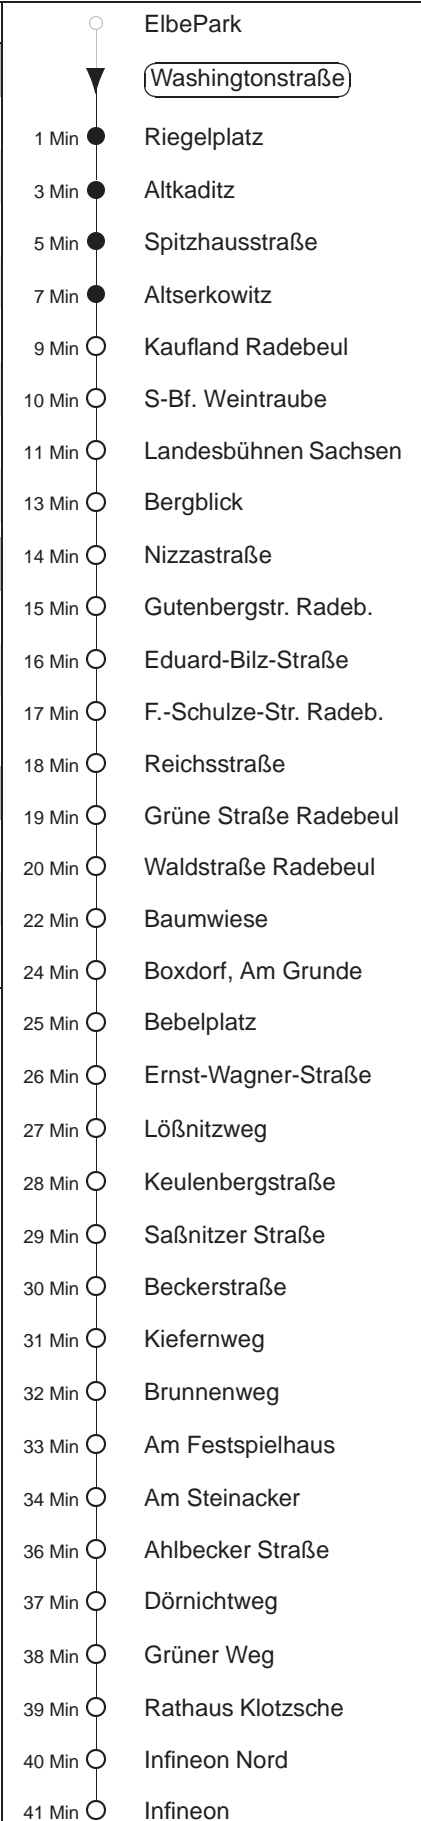 ElbePark
Washingtonstraße
1 Min Riegelplatz
3 Min Altkaditz
5 Min Spitzhausstraße
7 Min Altserkowitz
9 Min Kaufland Radebeul
10 Min S-Bf. Weintraube
11 Min Landesbühnen Sachsen
13 Min Bergblick
14 Min Nizzastraße
15 Min Gutenbergstr. Radeb.
16 Min Eduard-Bilz-Straße
17 Min F.-Schulze-Str. Radeb.
18 Min Reichsstraße
19 Min Grüne Straße Radebeul
20 Min Waldstraße Radebeul
22 Min Baumwiese
24 Min Boxdorf, Am Grunde
25 Min Bebelplatz
26 Min Ernst-Wagner-Straße
27 Min Lößnitzweg
28 Min Keulenbergstraße
29 Min Saßnitzer Straße
30 Min Beckerstraße
31 Min Kiefernweg
32 Min Brunnenweg
33 Min Am Festspielhaus
34 Min Am Steinacker
36 Min Ahlbecker Straße
37 Min Dörnichtweg
38 Min Grüner Weg
39 Min Rathaus Klotzsche
40 Min Infineon Nord
41 Min Infineon